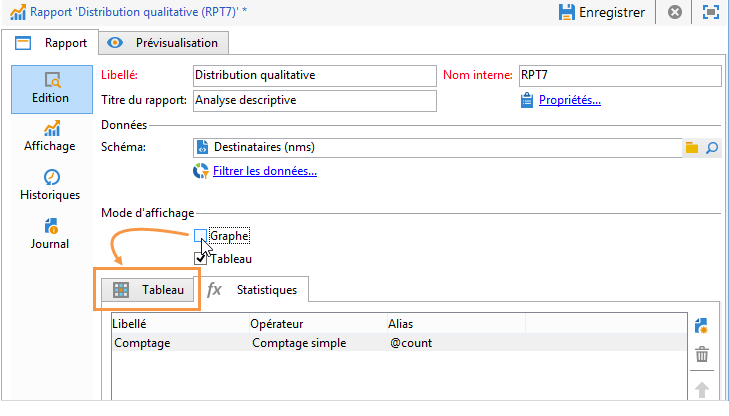 Rapport 'Distribution qualitative (RPT7)' *
Enregistrer
Rapport
Prévisualisation
Edition
Affichage
Historiques
Journal
Libellé: Distribution qualitative Nom interne: RPT7
Titre du rapport: Analyse descriptive Propriétés...
Données
Schéma: Destinataires (nms)
Filtrer les données...
Mode d'affichage
Graphe
Tableau
Tableau fx Statistiques
Libellé Opérateur Alias
Comptage Comptage simple @count